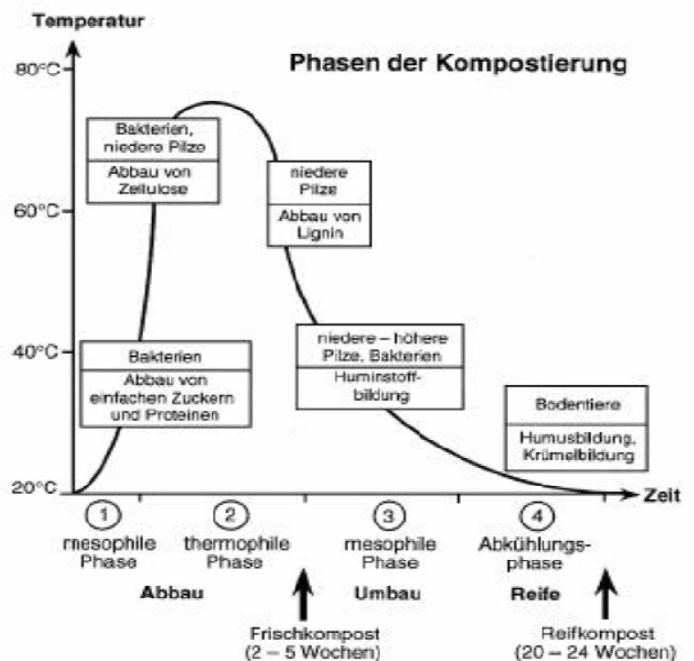 Temperatur
Phasen der Kompostierung
80°C
Bakterien,
niedere Pilze
Abbau von
Zellulose
niedere
Pilze
Abbau von
Lignin
60°C
40°C
Bakterien
Abbau von
einfachen Zuckern
und Proteinen
niedere – höhere
Pilze, Bakterien
Huminstoff-
bildung
Bodentiere
Humusbildung,
Krümelbildung
20°C
Zeit
1
mesophile
Phase
2
thermophile
Phase
3
mesophile
Phase
4
Abkühlungs-
phase
Abbau
Umbau
Reife
Frischkompost
(2 – 5 Wochen)
Reifkompost
(20 – 24 Wochen)